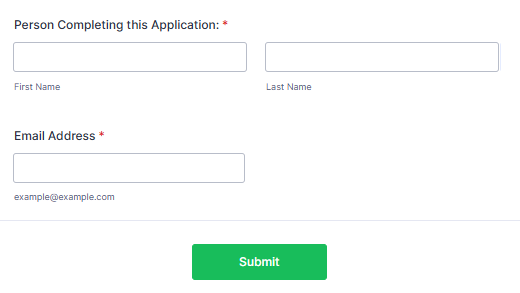 Person Completing this Application: *
First Name Last Name
Email Address *
example@example.com
Submit